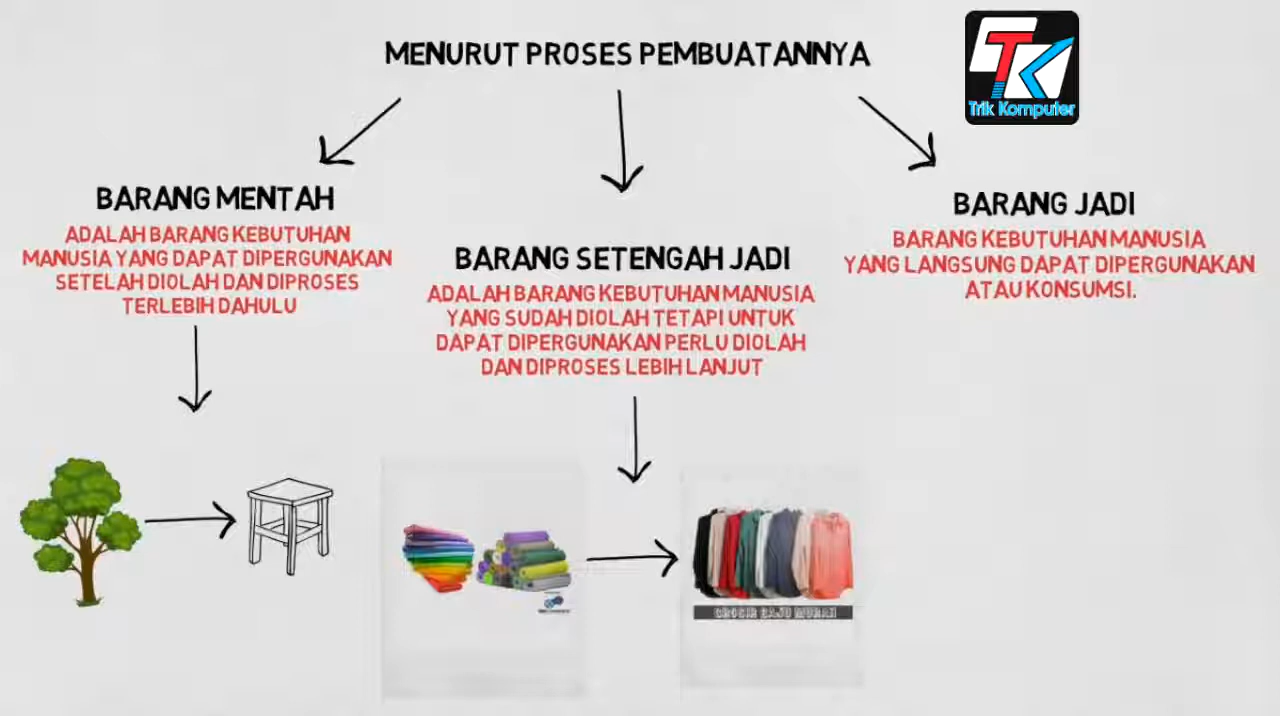 MENURUT PROSES PEMBUATANNYA
Trik Komputer
BARANG MENTAH
ADALAH BARANG KEBUTUHAN
MANUSIA YANG DAPAT DIPERGUNAKAN
SETELAH DIOLAH DAN DIPROSES
TERLEBIH DAHULU
BARANG SETENGAH JADI
ADALAH BARANG KEBUTUHAN MANUSIA
YANG SUDAH DIOLAH TETAPI UNTUK
DAPAT DIPERGUNAKAN PERLU DIOLAH
DAN DIPROSES LEBIH LANJUT
BARANG JADI
BARANG KEBUTUHAN MANUSIA
YANG LANGSUNG DAPAT DIPERGUNAKAN
ATAU KONSUMSI.
GROSIR BAJU MURAH